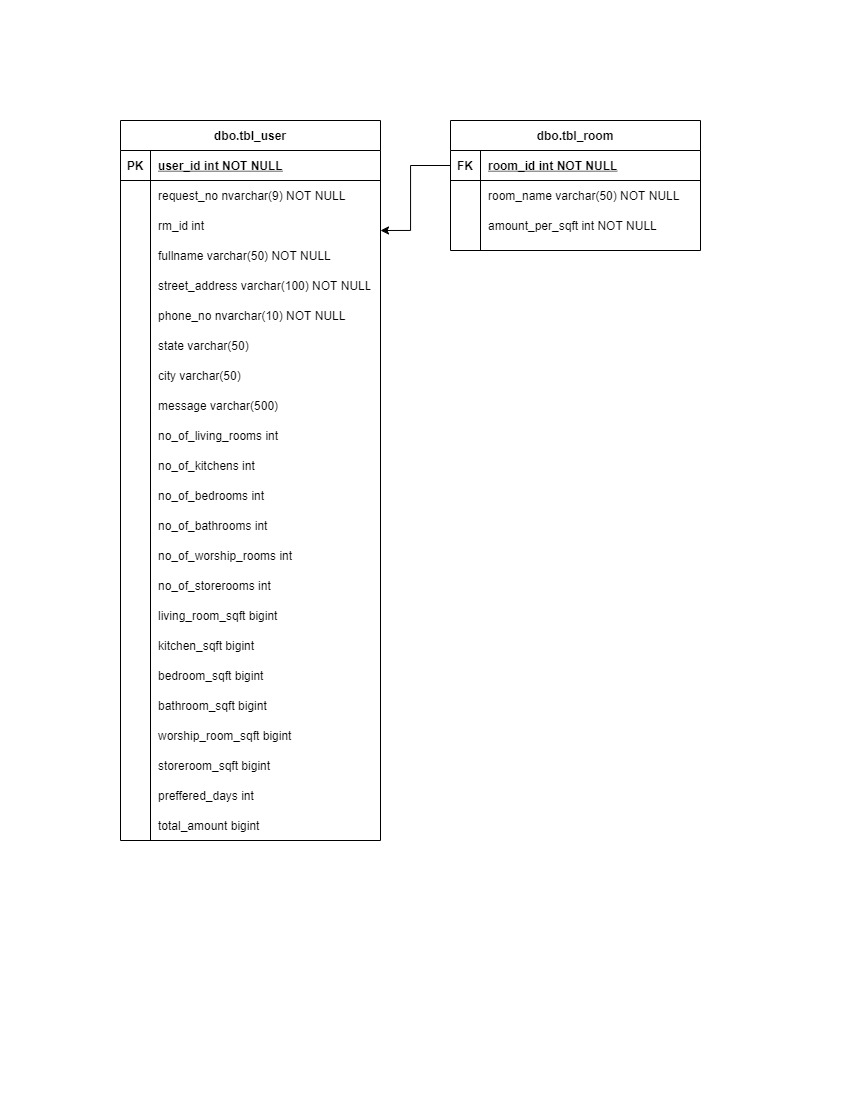 dbo.tbl_user
PK user_id int NOT NULL
request_no nvarchar(9) NOT NULL
rm_id int
fullname varchar(50) NOT NULL
street_address varchar(100) NOT NULL
phone_no nvarchar(10) NOT NULL
state varchar(50)
city varchar(50)
message varchar(500)
no_of_living_rooms int
no_of_kitchens int
no_of_bedrooms int
no_of_bathrooms int
no_of_worship_rooms int
no_of_storerooms int
living_room_sqft bigint
kitchen_sqft bigint
bedroom_sqft bigint
bathroom_sqft bigint
worship_room_sqft bigint
storeroom_sqft bigint
preffered_days int
total_amount bigint
dbo.tbl_room
FK room_id int NOT NULL
room_name varchar(50) NOT NULL
amount_per_sqft int NOT NULL